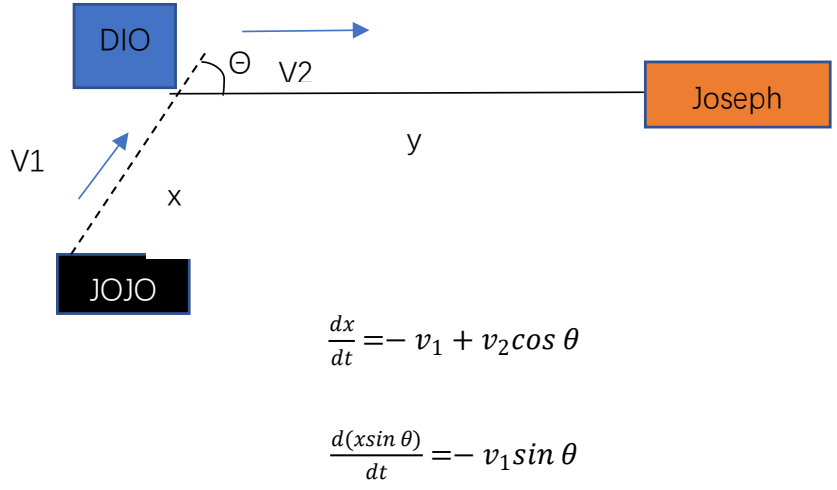 DIO
Θ
V2
Joseph
y
V1
x
JOJO
dx/dt =− v₁ + v₂cos θ
d(xsin θ)/dt =− v₁sin θ